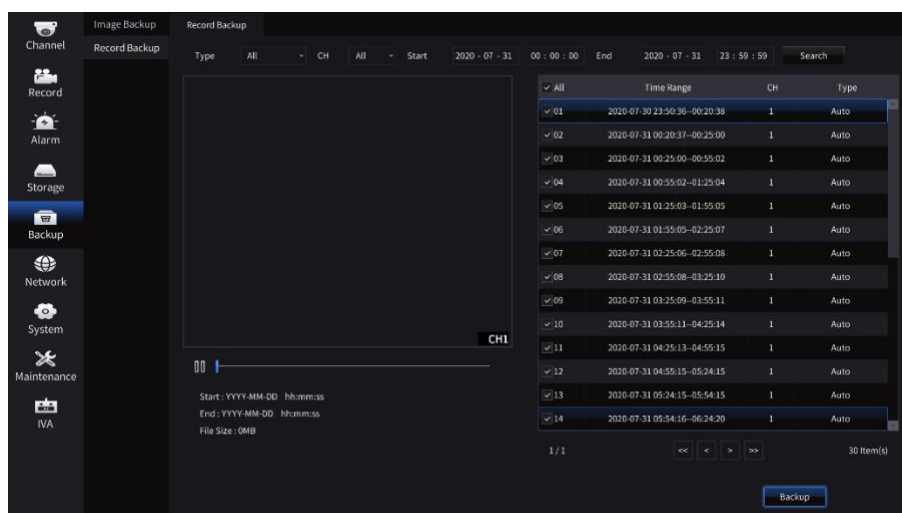 Channel
Record
Alarm
Storage
Backup
Network
System
Maintenance
IVA
Image Backup
Record Backup
Record Backup
Type All CH All Start 2020 - 07 - 31 00 : 00 : 00 End 2020 - 07 - 31 23 : 59 : 59 Search
CH1
Start : YYYY-MM-DD hh:mm:ss
End : YYYY-MM-DD hh:mm:ss
File Size : 0MB
All Time Range CH Type
01 2020-07-30 23:50:36--00:20:38 1 Auto
02 2020-07-31 00:20:37--00:25:00 1 Auto
03 2020-07-31 00:25:00--00:55:02 1 Auto
04 2020-07-31 00:55:02--01:25:04 1 Auto
05 2020-07-31 01:25:03--01:55:05 1 Auto
06 2020-07-31 01:55:05--02:25:07 1 Auto
07 2020-07-31 02:25:06--02:55:08 1 Auto
08 2020-07-31 02:55:08--03:25:10 1 Auto
09 2020-07-31 03:25:09--03:55:11 1 Auto
10 2020-07-31 03:55:11--04:25:14 1 Auto
11 2020-07-31 04:25:13--04:55:15 1 Auto
12 2020-07-31 04:55:15--05:24:15 1 Auto
13 2020-07-31 05:24:15--05:54:15 1 Auto
14 2020-07-31 05:54:16--06:24:20 1 Auto
1 / 1 << < > >> 30 Item(s)
Backup